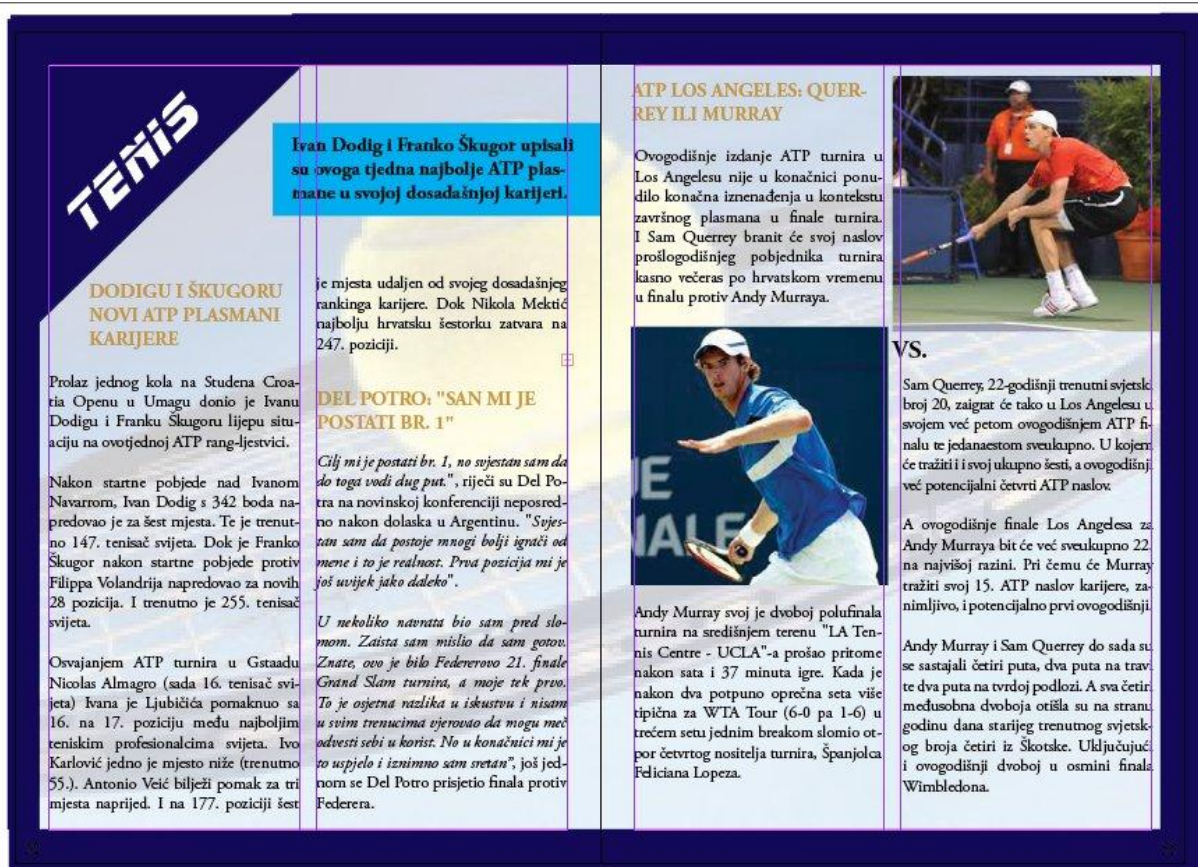 TENIS
Ivan Dodig i Franko Škugor upisali
su ovoga tjedna najbolje ATP plas-
mane u svojoj dosadašnjoj karijeri.
DODIGU I ŠKUGORU
NOVI ATP PLASMANI
KARIJERE
Prolaz jednog kola na Studena Croa-
tia Openu u Umagu donio je Ivanu
Dodigu i Franku Škugoru lijepu situ-
aciju na ovotjednoj ATP rang-ljestvici.
Nakon startne pobjede nad Ivanom
Navarrom, Ivan Dodig s 342 boda na-
predovao je za šest mjesta. Te je trenut-
no 147. tenisač svijeta. Dok je Franko
Škugor nakon startne pobjede protiv
Filippa Volandrija napredovao za novih
28 pozicija. I trenutno je 255. tenisač
svijeta.
Osvajanjem ATP turnira u Gstaadu
Nicolas Almagro (sada 16. tenisač svi-
jeta) Ivana je Ljubičića pomaknuo sa
16. na 17. poziciju među najboljim
teniskim profesionalcima svijeta. Ivo
Karlović jedno je mjesto niže (trenutno
55.). Antonio Veić bilježi pomak za tri
mjesta naprijed. I na 177. poziciji šest
je mjesta udaljen od svojeg dosadašnjeg
rankinga karijere. Dok Nikola Mektić
najbolju hrvatsku šestorku zatvara na
247. poziciji.
DEL POTRO: "SAN MI JE
POSTATI BR. 1"
Cilj mi je postati br. 1, no svjestan sam da
do toga vodi dug put.", riječi su Del Po-
tra na novinskoj konferenciji neposred-
no nakon dolaska u Argentinu. "Svjes-
tan sam da postoje mnogi bolji igrači od
mene i to je realnost. Prva pozicija mi je
još uvijek jako daleko".
U nekoliko navrata bio sam pred slo-
mom. Zaista sam mislio da sam gotov.
Znate, ovo je bilo Federerovo 21. finale
Grand Slam turnira, a moje tek prvo.
To je osjetna razlika u iskustvu i nisam
u svim trenucima vjerovao da mogu meč
odvesti sebi u korist. No u konačnici mi je
to uspjelo i iznimno sam sretan", još jed-
nom se Del Potro prisjetio finala protiv
Federera.
ATP LOS ANGELES: QUER-
REY ILI MURRAY
Ovogodišnje izdanje ATP turnira u
Los Angelesu nije u konačnici ponu-
dilo konačna iznenađenja u kontekstu
završnog plasmana u finale turnira.
I Sam Querrey branit će svoj naslov
prošlogodišnjeg pobjednika turnira
kasno večeras po hrvatskom vremenu
u finalu protiv Andy Murraya.
Andy Murray svoj je dvoboj polufinala
turnira na središnjem terenu "LA Ten-
nis Centre - UCLA"-a prošao pritome
nakon sata i 37 minuta igre. Kada je
nakon dva potpuno oprečna seta više
tipična za WTA Tour (6-0 pa 1-6) u
trećem setu jednim breakom slomio ot-
por četvrtog nositelja turnira, Španjolca
Feliciana Lopeza.
VS.
Sam Querrey, 22-godišnji trenutni svjetski
broj 20, zaigrat će tako u Los Angelesu u
svojem već petom ovogodišnjem ATP fi-
nalu te jedanaestom sveukupno. U kojem
će tražiti i i svoj ukupno šesti, a ovogodišnji
već potencijalni četvrti ATP naslov.
A ovogodišnje finale Los Angelesa za
Andy Murraya bit će već sveukupno 22.
na najvišoj razini. Pri čemu će Murray
tražiti svoj 15. ATP naslov karijere, za-
nimljivo, i potencijalno prvi ovogodišnji.
Andy Murray i Sam Querrey do sada su
se sastajali četiri puta, dva puta na travi
te dva puta na tvrdoj podlozi. A sva četiri
međusobna dvoboja otišla su na stranu
godinu dana starijeg trenutnog svjetsk-
og broja četiri iz Škotske. Uključujući
i ovogodišnji dvoboj u osmini finala
Wimbledona.